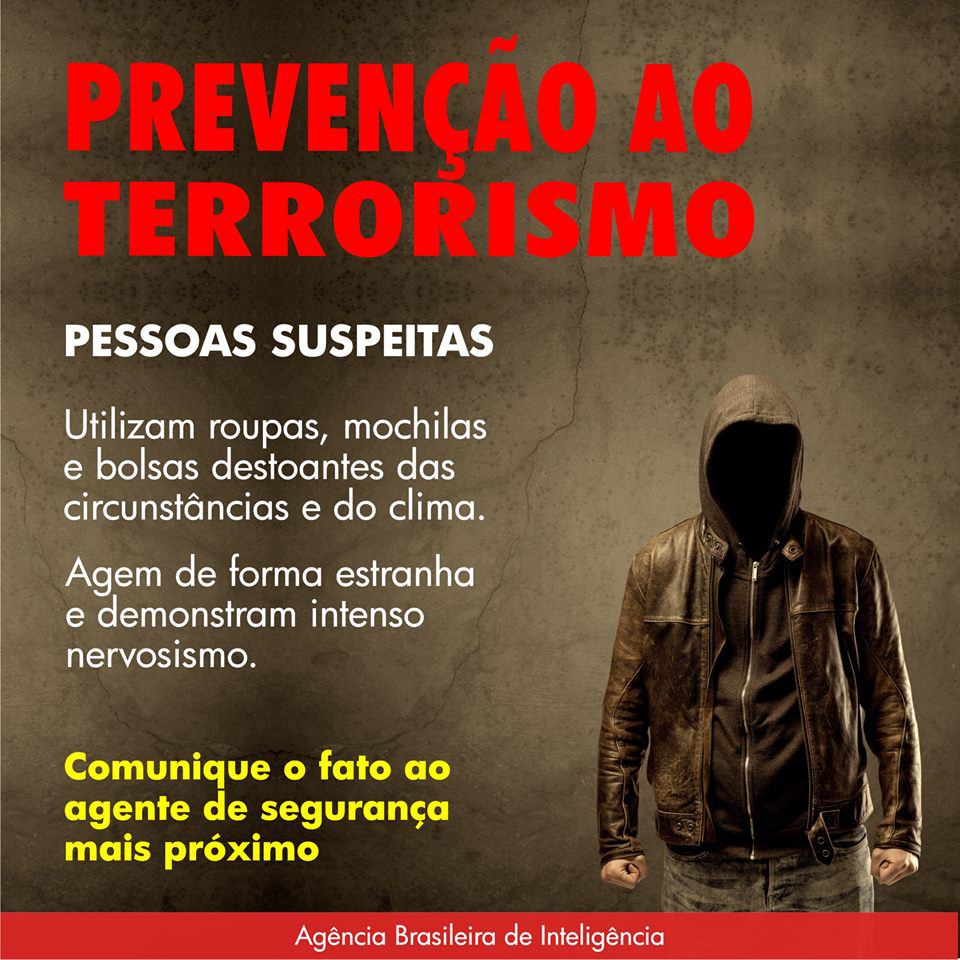 PREVENÇÃO AO
TERRORISMO
PESSOAS SUSPEITAS
Utilizam roupas, mochilas
e bolsas destoantes das
circunstâncias e do clima.
Agem de forma estranha
e demonstram intenso
nervosismo.
Comunique o fato ao
agente de segurança
mais próximo
Agência Brasileira de Inteligência